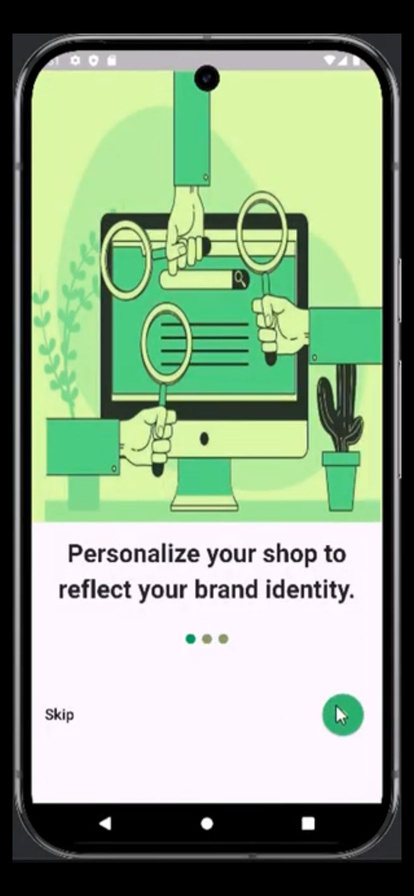 Personalize your shop to
reflect your brand identity.
Skip